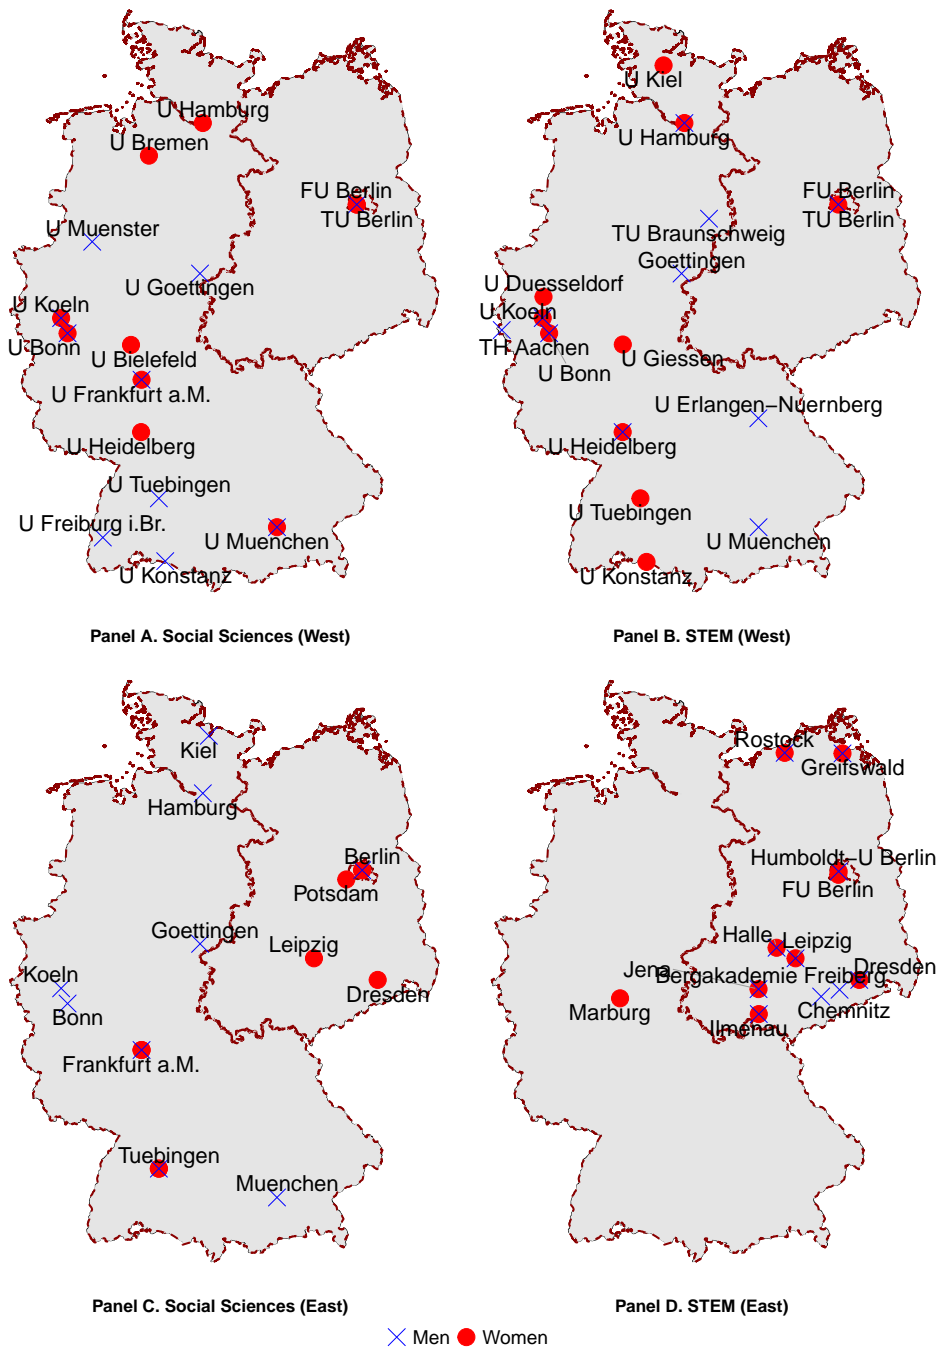 U Hamburg
U Bremen
FU Berlin
TU Berlin
U Muenster
U Goettingen
U Koeln
U Bonn
U Bielefeld
U Frankfurt a.M.
U Heidelberg
U Tuebingen
U Freiburg i.Br.
U Muenchen
U Konstanz
Panel A. Social Sciences (West)
U Kiel
U Hamburg
FU Berlin
TU Berlin
TU Braunschweig
Goettingen
U Duesseldorf
U Koeln
TH Aachen
U Giessen
U Bonn
U Erlangen−Nuernberg
U Heidelberg
U Tuebingen
U Muenchen
U Konstanz
Panel B. STEM (West)
Kiel
Hamburg
Berlin
Potsdam
Goettingen
Leipzig
Koeln
Dresden
Bonn
Frankfurt a.M.
Tuebingen
Muenchen
Panel C. Social Sciences (East)
Rostock
Greifswald
Humboldt−U Berlin
FU Berlin
Halle
Leipzig
Dresden
Jena
Bergakademie Freiberg
Marburg
Chemnitz
Ilmenau
Panel D. STEM (East)
Men Women